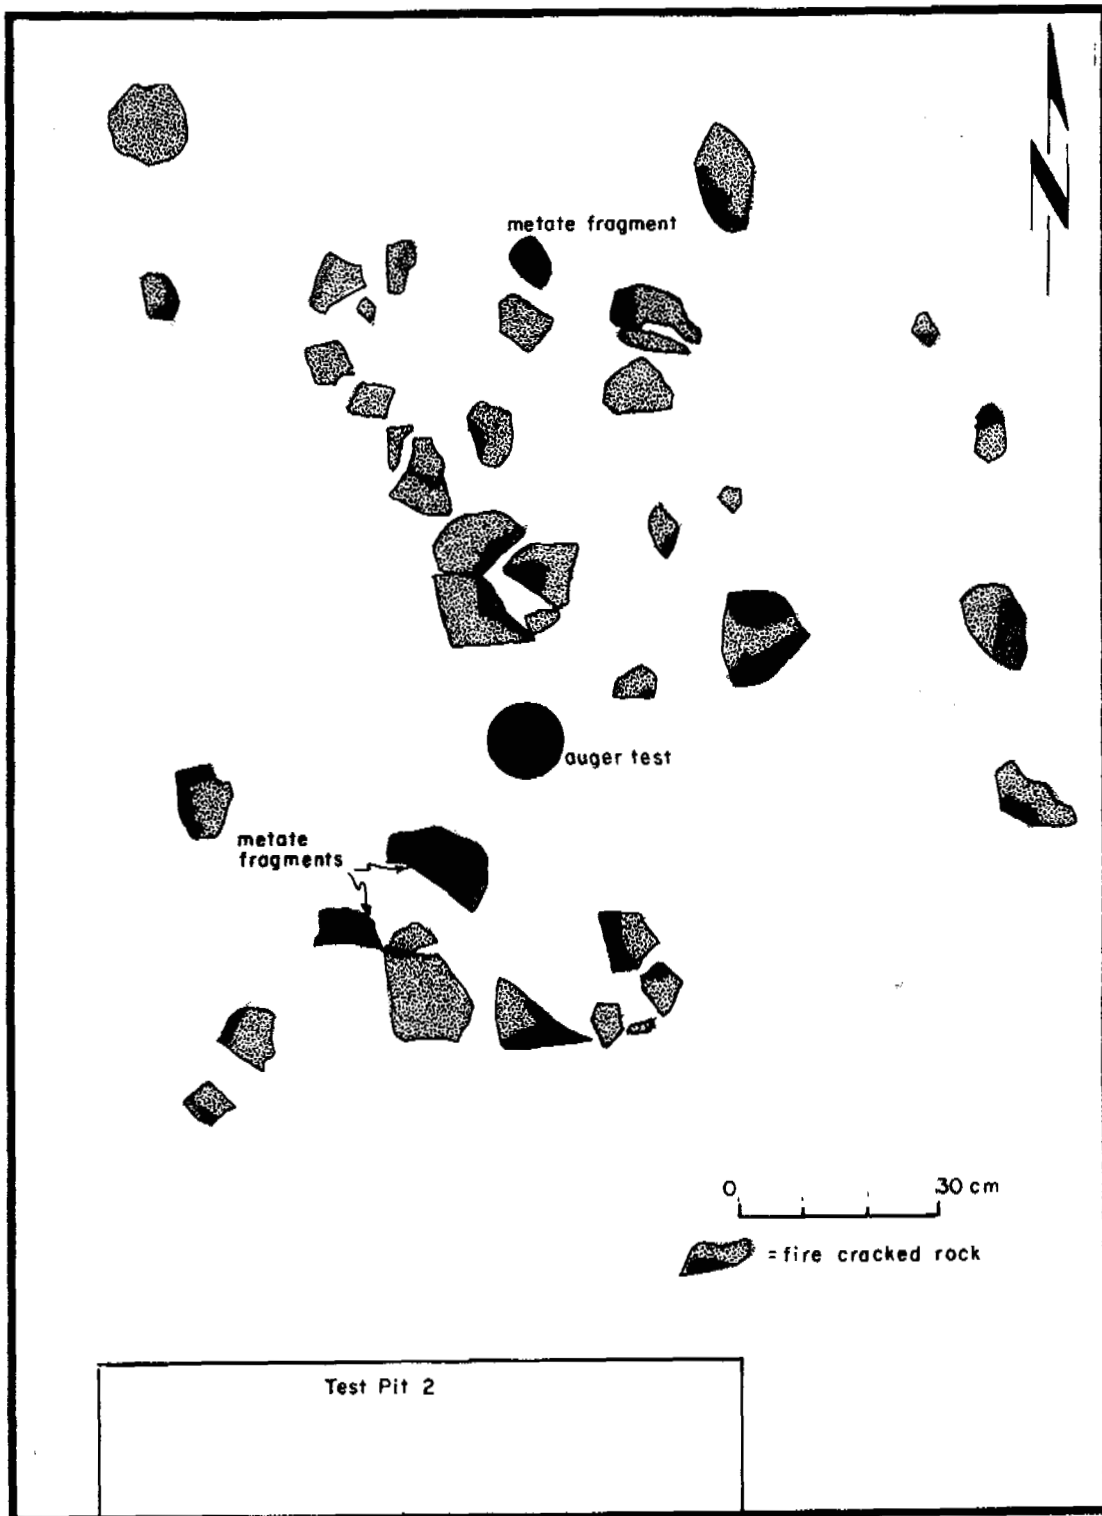 N
metate fragment
auger test
metate
fragments
0 30 cm
= fire cracked rock
Test Pit 2